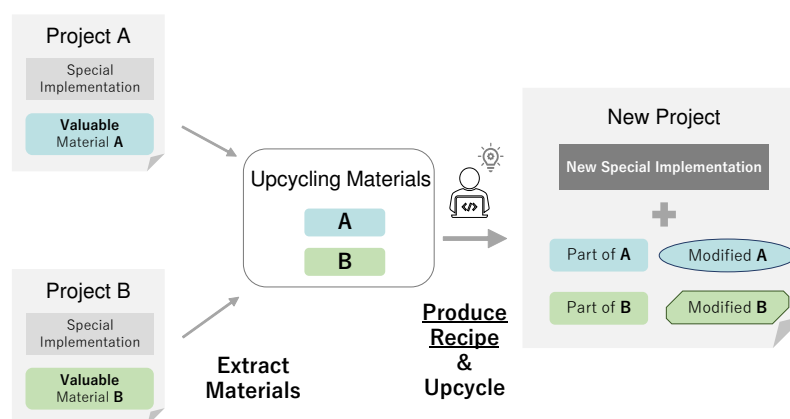 Project A
Special
Implementation
Valuable
Material A
Project B
Special
Implementation
Valuable
Material B
Extract
Materials
Upcycling Materials
A
B
</>
Produce
Recipe
&
Upcycle
New Project
New Special Implementation
Part of A
Modified A
Part of B
Modified B